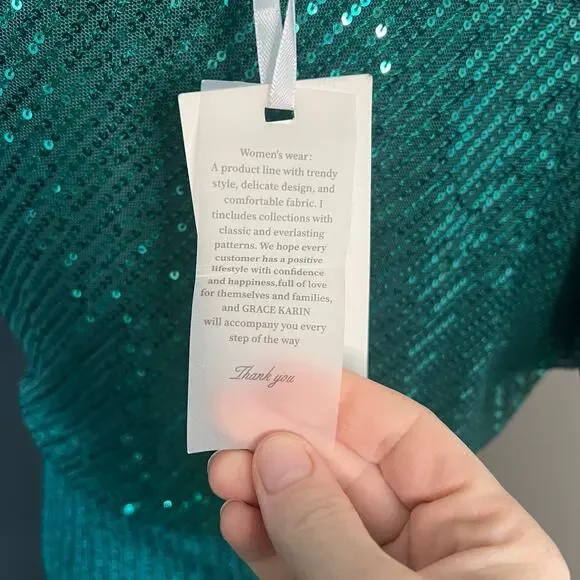 Women's wear:
A product line with trendy
style, delicate design, and
comfortable fabric. I
tincludes collections with
classic and everlasting
patterns. We hope every
customer has a positive
lifestyle with confidence
and happiness,full of love
for themselves and families,
and GRACE KARIN
will accompany you every
step of the way
Thank you